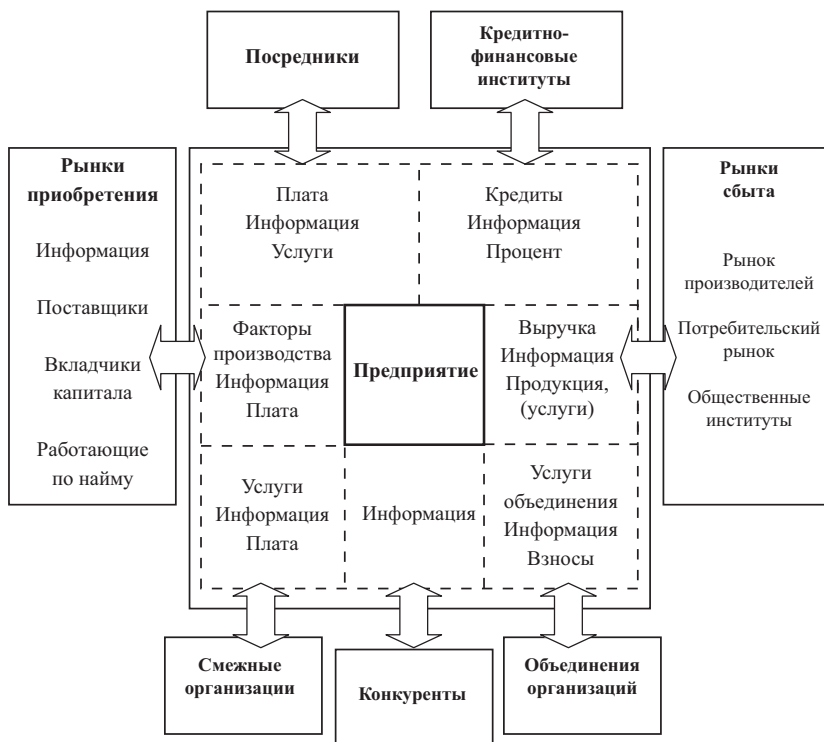 Посредники
Кредитно-
финансовые
институты
Рынки
приобретения
Информация
Поставщики
Вкладчики
капитала
Работающие
по найму
Плата
Информация
Услуги
Кредиты
Информация
Процент
Факторы
производства
Информация
Плата
Предприятие
Выручка
Информация
Продукция,
(услуги)
Услуги
Информация
Плата
Информация
Услуги
объединения
Информация
Взносы
Рынки
сбыта
Рынок
производителей
Потребительский
рынок
Общественные
институты
Смежные
организации
Конкуренты
Объединения
организаций